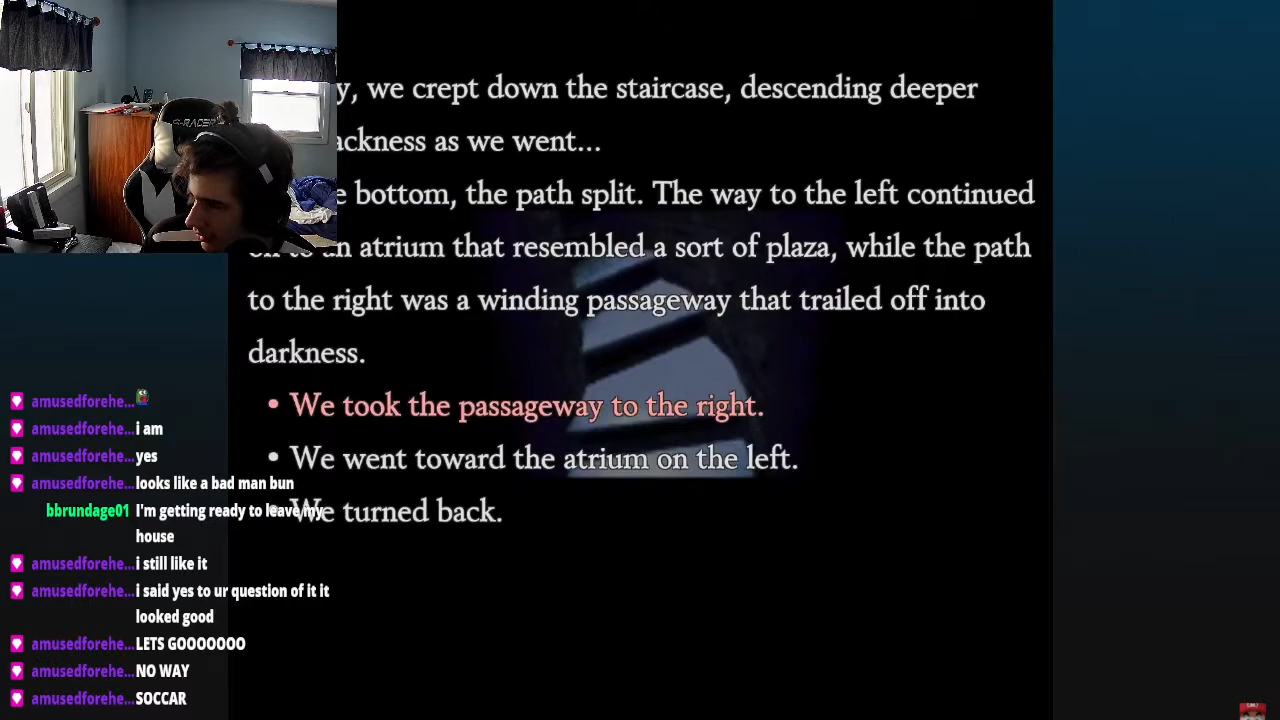 y, we crept down the staircase, descending deeper
ackness as we went...
e bottom, the path split. The way to the left continued
on to an atrium that resembled a sort of plaza, while the path
to the right was a winding passageway that trailed off into
darkness.
• We took the passageway to the right.
• We went toward the atrium on the left.
• We turned back.
amusedforehe...
amusedforehe... i am
amusedforehe... yes
amusedforehe... looks like a bad man bun
bbrundage01 I'm getting ready to leave my
house
amusedforehe... i still like it
amusedforehe... i said yes to ur question of it it
looked good
amusedforehe... LETS GOOOOOOO
amusedforehe... NO WAY
amusedforehe... SOCCAR